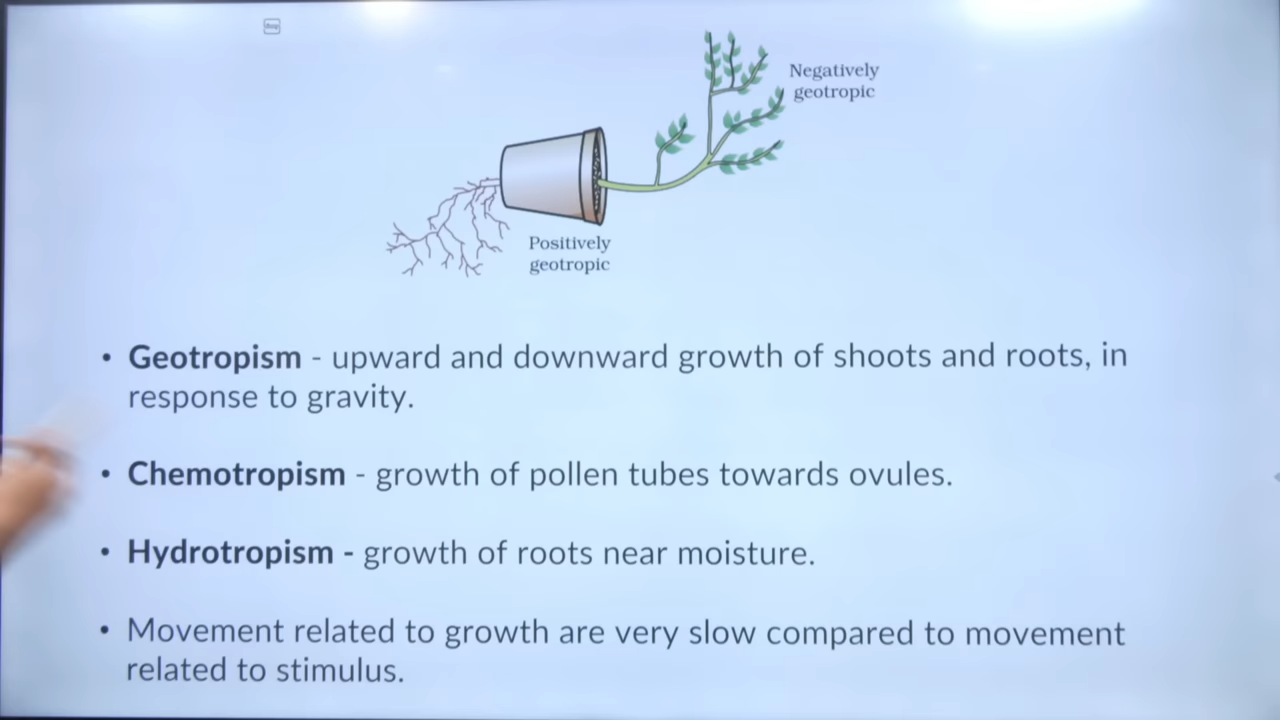 Negatively
geotropic
Positively
geotropic
• Geotropism - upward and downward growth of shoots and roots, in
response to gravity.
• Chemotropism - growth of pollen tubes towards ovules.
• Hydrotropism - growth of roots near moisture.
• Movement related to growth are very slow compared to movement
related to stimulus.